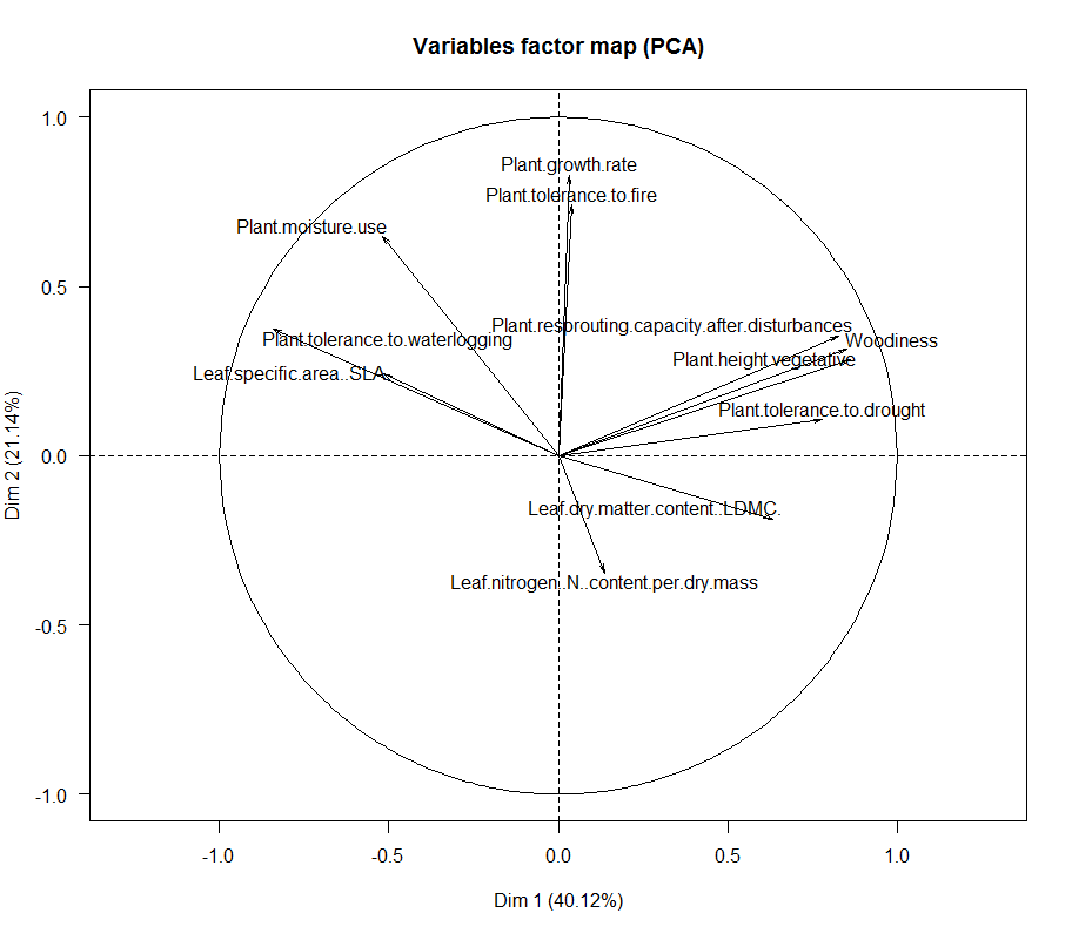 Variables factor map (PCA)
1.0
0.5
0.0
-0.5
-1.0
Dim 2 (21.14%)
Plant.growth.rate
Plant.tolerance.to.fire
Plant.moisture.use
Plant.resprouting.capacity.after.disturbances
Plant.tolerance.to.waterlogging
Woodiness
Plant.height.vegetative
Leaf.specific.area..SLA
Plant.tolerance.to.drought
Leaf.dry.matter.content..LDMC.
Leaf.nitrogen..N..content.per.dry.mass
-1.0
-0.5
0.0
0.5
1.0
Dim 1 (40.12%)